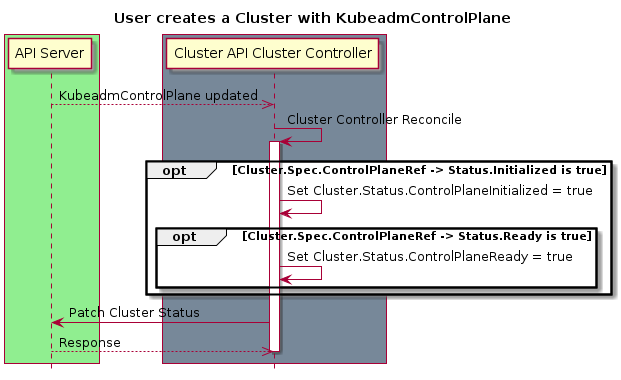 User creates a Cluster with KubeadmControlPlane
API Server
Cluster API Cluster Controller
KubeadmControlPlane updated
Cluster Controller Reconcile
opt [Cluster.Spec.ControlPlaneRef -> Status.Initialized is true]
Set Cluster.Status.ControlPlaneInitialized = true
opt [Cluster.Spec.ControlPlaneRef -> Status.Ready is true]
Set Cluster.Status.ControlPlaneReady = true
Patch Cluster Status
Response